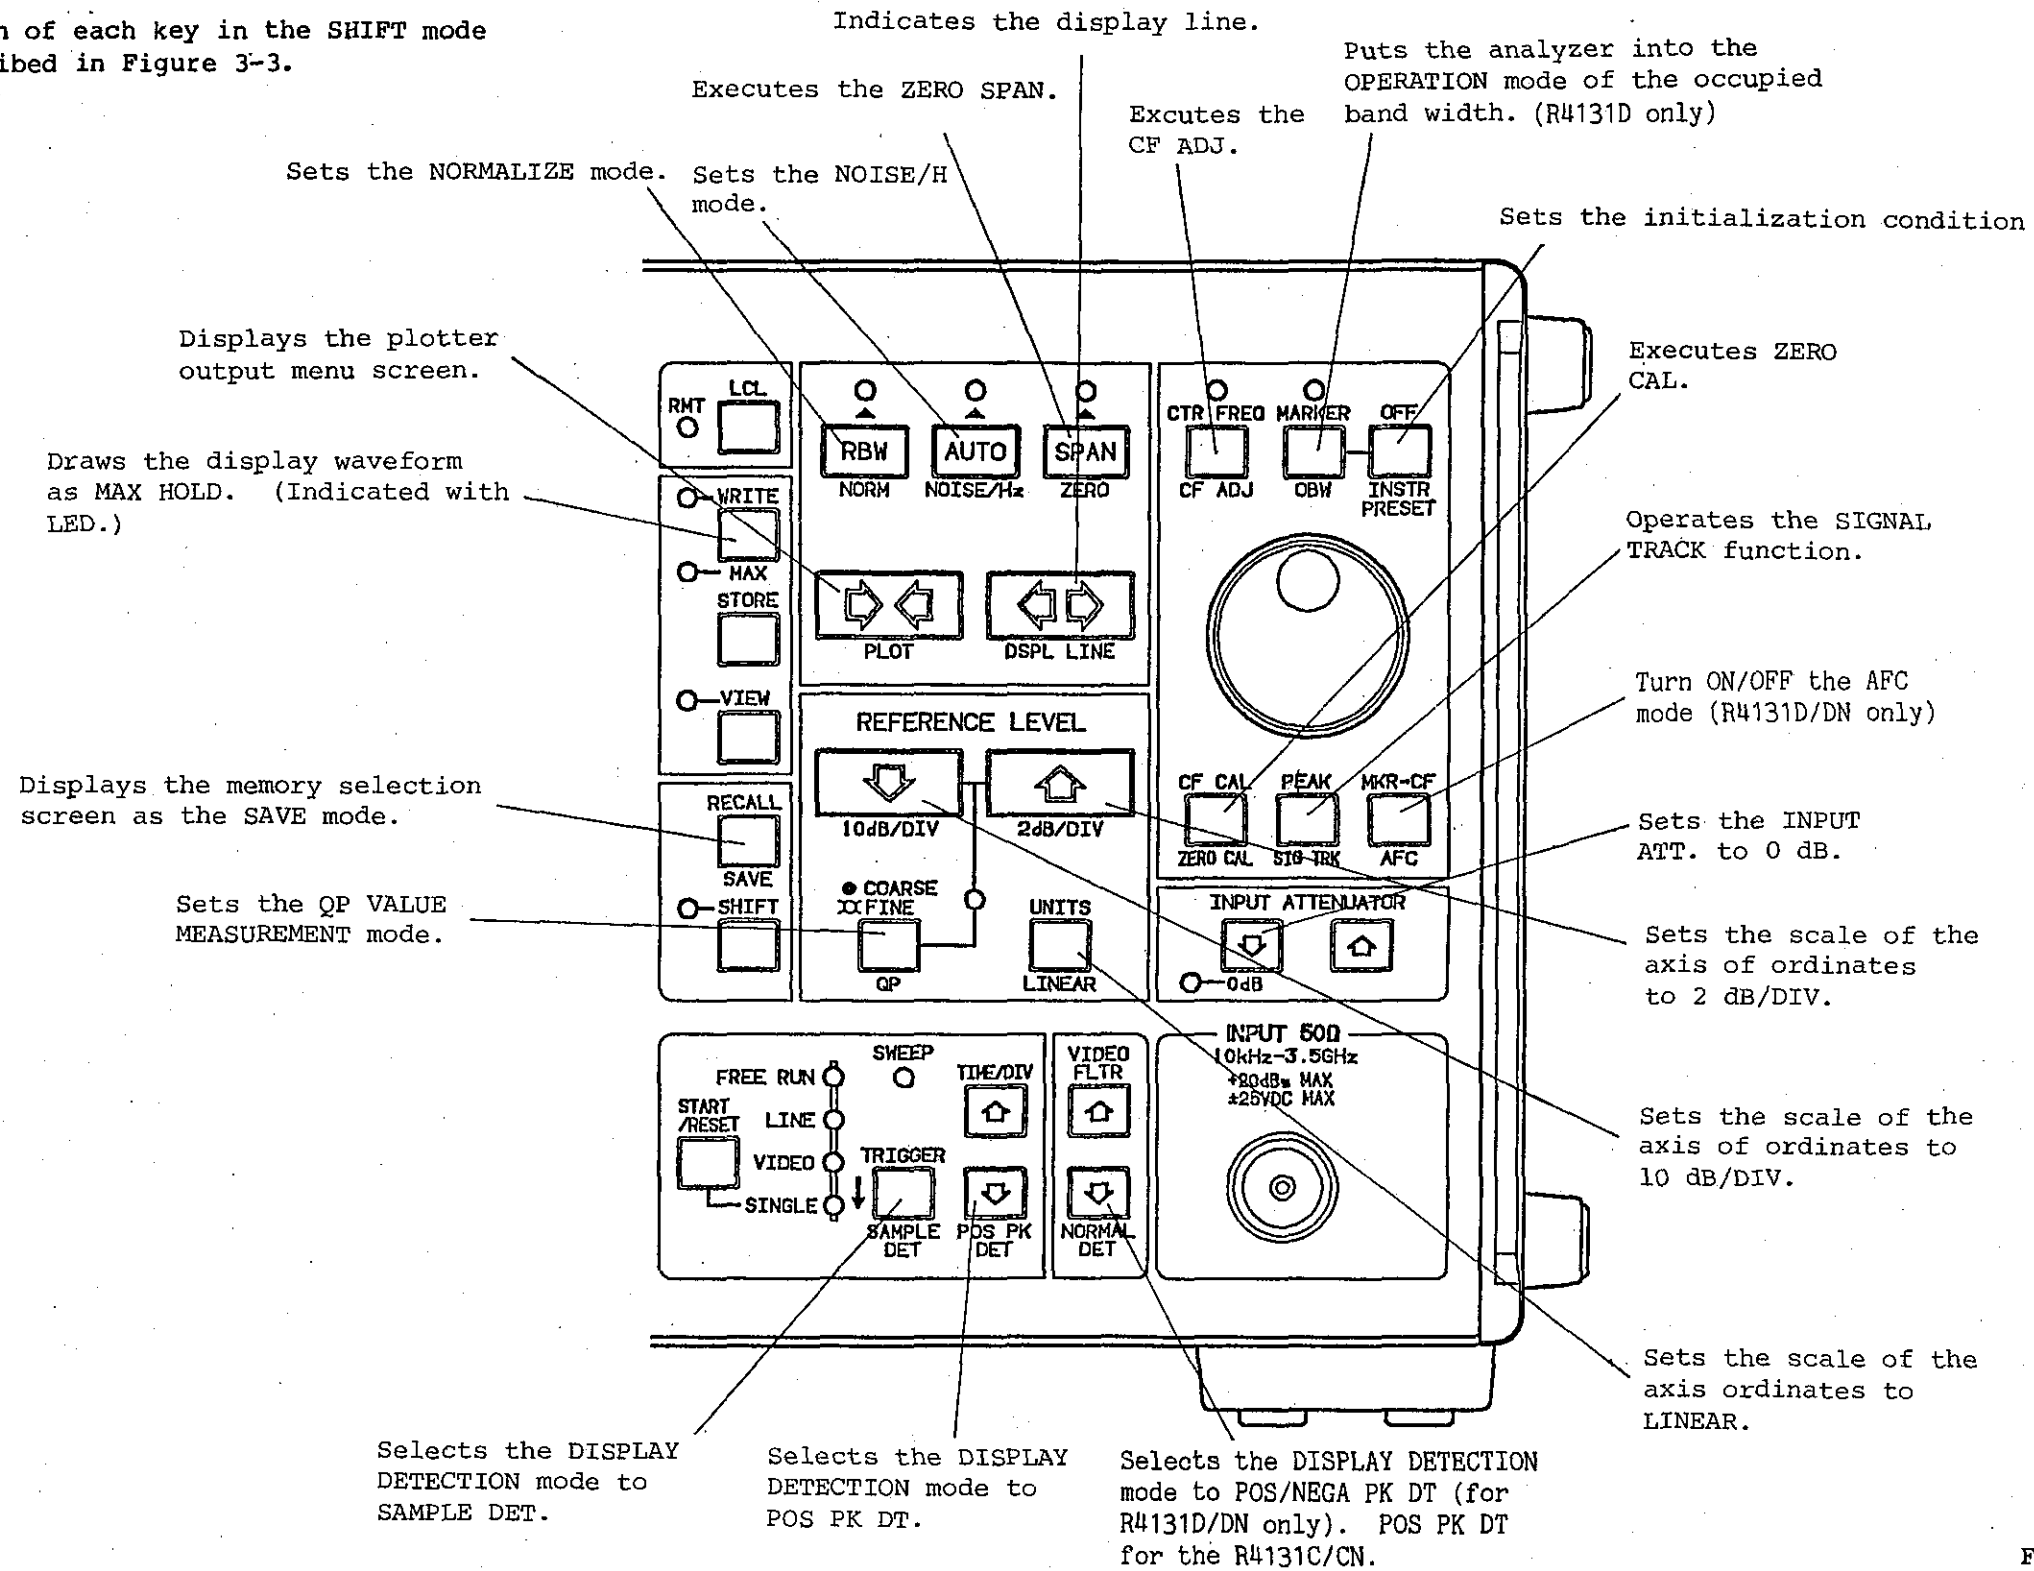 of each key in the SHIFT mode
in Figure 3-3.
Indicates the display line.
Puts the analyzer into the
OPERATION mode of the occupied
band width. (R4131D only)
Executes the ZERO SPAN.
Excutes the
CF ADJ.
Sets the NORMALIZE mode.
Sets the NOISE/H
mode.
Sets the initialization condition
Displays the plotter
output menu screen.
Executes ZERO
CAL.
Draws the display waveform
as MAX HOLD. (Indicated with
LED.)
Operates the SIGNAL
TRACK function.
Turn ON/OFF the AFC
mode (R4131D/DN only)
Displays the memory selection
screen as the SAVE mode.
Sets the INPUT
ATT. to 0 dB.
Sets the QP VALUE
MEASUREMENT mode.
Sets the scale of the
axis of ordinates
to 2 dB/DIV.
Sets the scale of the
axis of ordinates to
10 dB/DIV.
Sets the scale of the
axis ordinates to
LINEAR.
LCL
RMT
WRITE
MAX
STORE
VIEW
RECALL
SAVE
SHIFT
RBW
AUTO
SPAN
NORM
NOISE/Hz
ZERO
PLOT
DSPL LINE
REFERENCE LEVEL
10dB/DIV
2dB/DIV
COARSE
FINE
QP
UNITS
LINEAR
CTR FREQ
MARKER
OFF
CF ADJ
OBW
INSTR
PRESET
CF CAL
PEAK
MKR-CF
ZERO CAL
SIG TRK
AFC
INPUT ATTENUATOR
0dB
SWEEP
FREE RUN
LINE
VIDEO
SINGLE
START
/RESET
TRIGGER
SAMPLE
DET
TIME/DIV
POS PK
DET
VIDEO
FLTR
NORMAL
DET
INPUT 50Ω
10kHz-3.5GHz
+20dBm MAX
±25VDC MAX
Selects the DISPLAY
DETECTION mode to
SAMPLE DET.
Selects the DISPLAY
DETECTION mode to
POS PK DT.
Selects the DISPLAY DETECTION
mode to POS/NEGA PK DT (for
R4131D/DN only). POS PK DT
for the R4131C/CN.